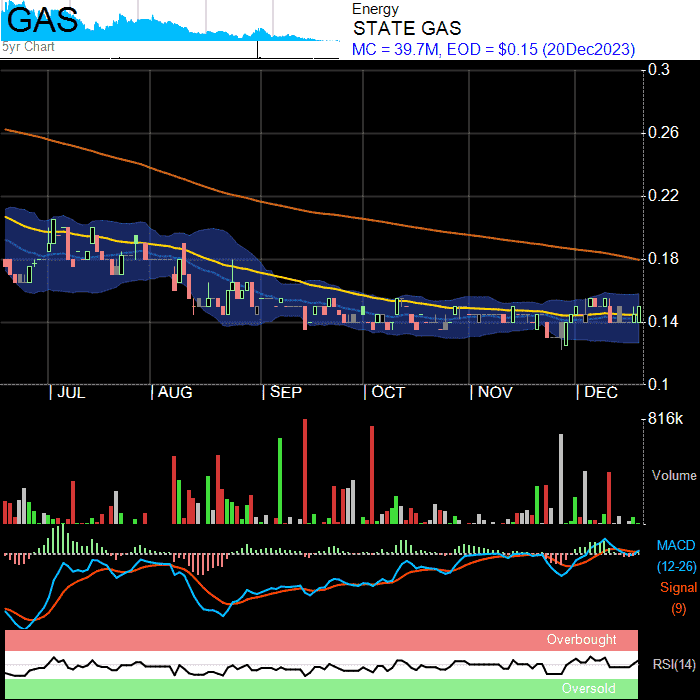 GAS
5yr Chart
Energy
STATE GAS
MC = 39.7M, EOD = $0.15 (20Dec2023)
0.3
0.26
0.22
0.18
0.14
0.1
| JUL | AUG | SEP | OCT | NOV | DEC
816k
Volume
MACD
(12-26)
Signal
(9)
Overbought
RSI(14)
Oversold